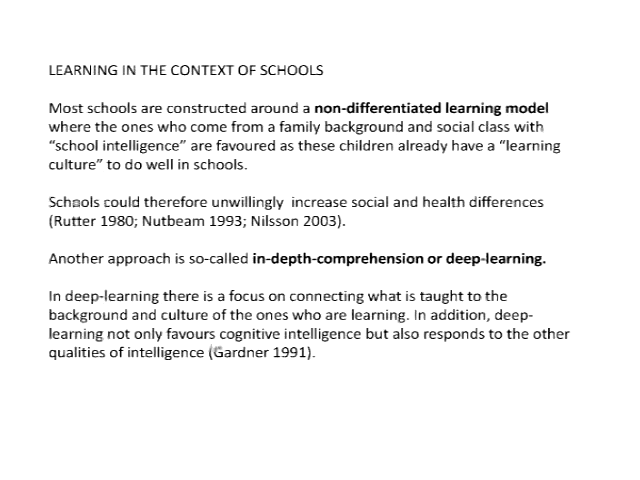 LEARNING IN THE CONTEXT OF SCHOOLS
Most schools are constructed around a non-differentiated learning model
where the ones who come from a family background and social class with
“school intelligence” are favoured as these children already have a “learning
culture” to do well in schools.
Schools could therefore unwillingly increase social and health differences
(Rutter 1980; Nutbeam 1993; Nilsson 2003).
Another approach is so-called in-depth-comprehension or deep-learning.
In deep-learning there is a focus on connecting what is taught to the
background and culture of the ones who are learning. In addition, deep-
learning not only favours cognitive intelligence but also responds to the other
qualities of intelligence (Gardner 1991).